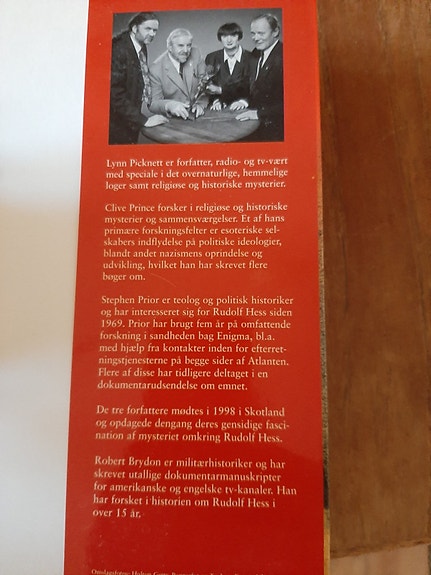 Lynn Picknett er forfatter, radio- og tv-vært
med speciale i det overnaturlige, hemmelige
loger samt religiøse og historiske mysterier.
Clive Prince forsker i religiøse og historiske
mysterier og sammensværgelser. Et af hans
primære forskningsfelter er esoteriske sel-
skabers indflydelse på politiske ideologier,
blandt andet nazismens oprindelse og
udvikling, hvilket han har skrevet flere
bøger om.
Stephen Prior er teolog og politisk historiker
og har interesseret sig for Rudolf Hess siden
1969. Prior har brugt fem år på omfattende
forskning i sandheden bag Enigma, bl.a.
med hjælp fra kontakter inden for efterret-
ningstjenesterne på begge sider af Atlanten.
Flere af disse har tidligere deltaget i en
dokumentarudsendelse om emnet.
De tre forfattere mødtes i 1998 i Skotland
og opdagede dengang deres gensidige fasci-
nation af mysteriet omkring Rudolf Hess.
Robert Brydon er militærhistoriker og har
skrevet utallige dokumentarmanuskripter
for amerikanske og engelske tv-kanaler. Han
har forsket i historien om Rudolf Hess i
over 15 år.